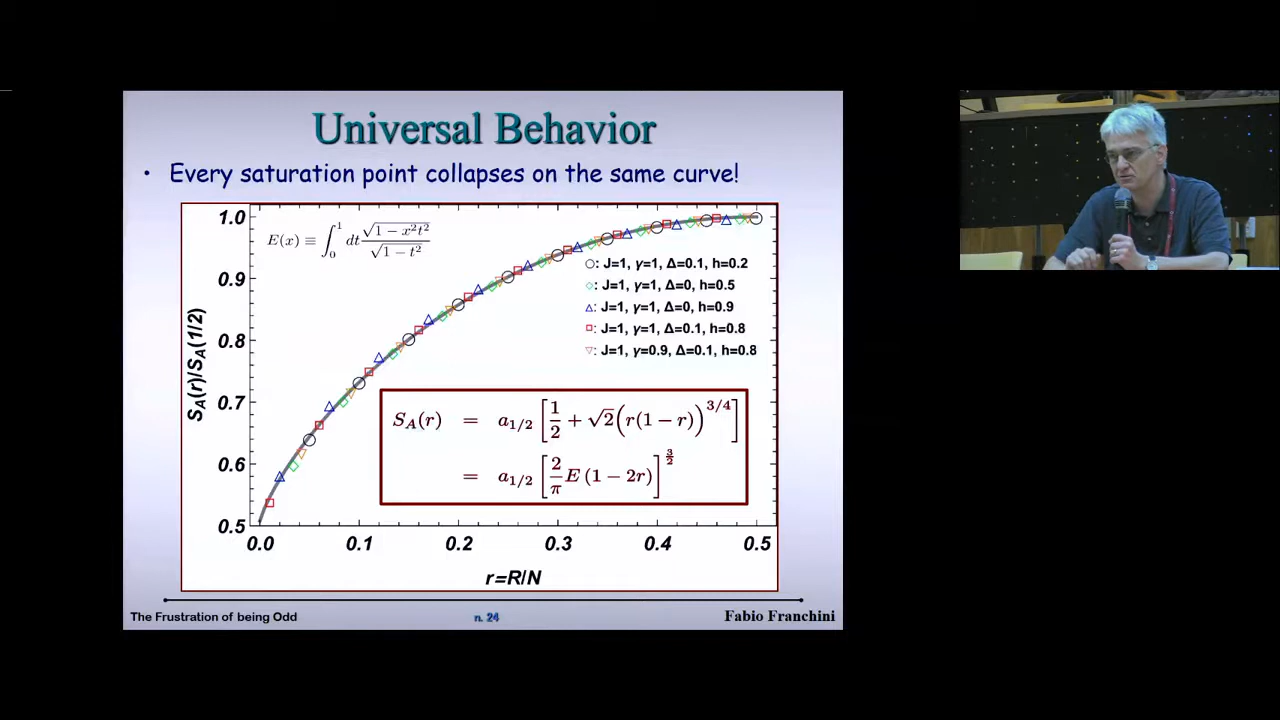 Universal Behavior
• Every saturation point collapses on the same curve!
E(x) ≡ ∫₀¹ dt √(1 − x²t²) / √(1 − t²)
1.0
0.9
0.8
0.7
0.6
0.5
S_A(r)/S_A(1/2)
○: J=1, γ=1, Δ=0.1, h=0.2
◇: J=1, γ=1, Δ=0, h=0.5
△: J=1, γ=1, Δ=0, h=0.9
□: J=1, γ=1, Δ=0.1, h=0.8
▽: J=1, γ=0.9, Δ=0.1, h=0.8
S_A(r) = a_{1/2} [1/2 + √2(r(1 − r))^{3/4}]
= a_{1/2} [2/π E (1 − 2r)]^{3/2}
0.0 0.1 0.2 0.3 0.4 0.5
r=R/N
The Frustration of being Odd n. 24 Fabio Franchini